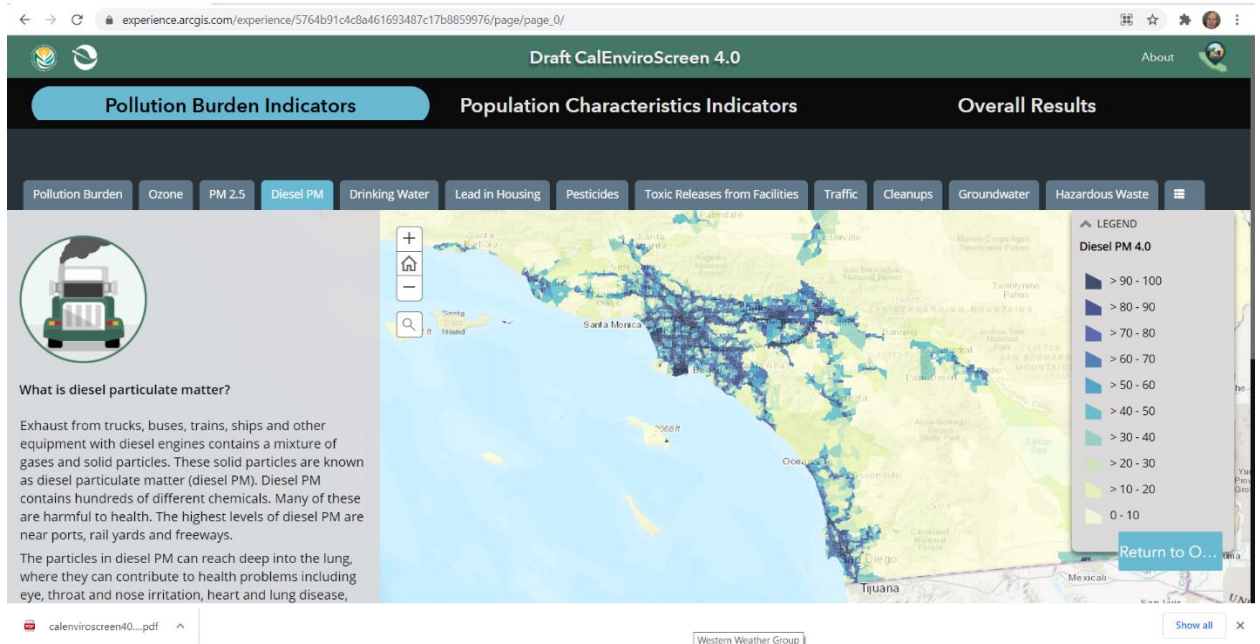 experience.arcgis.com/experience/5764b91c4c8a461693487c17b8859976/page/page_0/
Draft CalEnviroScreen 4.0
About
Pollution Burden Indicators
Population Characteristics Indicators
Overall Results
Pollution Burden
Ozone
PM 2.5
Diesel PM
Drinking Water
Lead in Housing
Pesticides
Toxic Releases from Facilities
Traffic
Cleanups
Groundwater
Hazardous Waste
What is diesel particulate matter?
Exhaust from trucks, buses, trains, ships and other
equipment with diesel engines contains a mixture of
gases and solid particles. These solid particles are known
as diesel particulate matter (diesel PM). Diesel PM
contains hundreds of different chemicals. Many of these
are harmful to health. The highest levels of diesel PM are
near ports, rail yards and freeways.
The particles in diesel PM can reach deep into the lung,
where they can contribute to health problems including
eye, throat and nose irritation, heart and lung disease,
Palmdale
Santa Monica
2068 ft
Diego
Tijuana
Mexicali
LEGEND
Diesel PM 4.0
> 90 - 100
> 80 - 90
> 70 - 80
> 60 - 70
> 50 - 60
> 40 - 50
> 30 - 40
> 20 - 30
> 10 - 20
0 - 10
Return to O...
calenviroscreen40....pdf
Show all
Western Weather Group